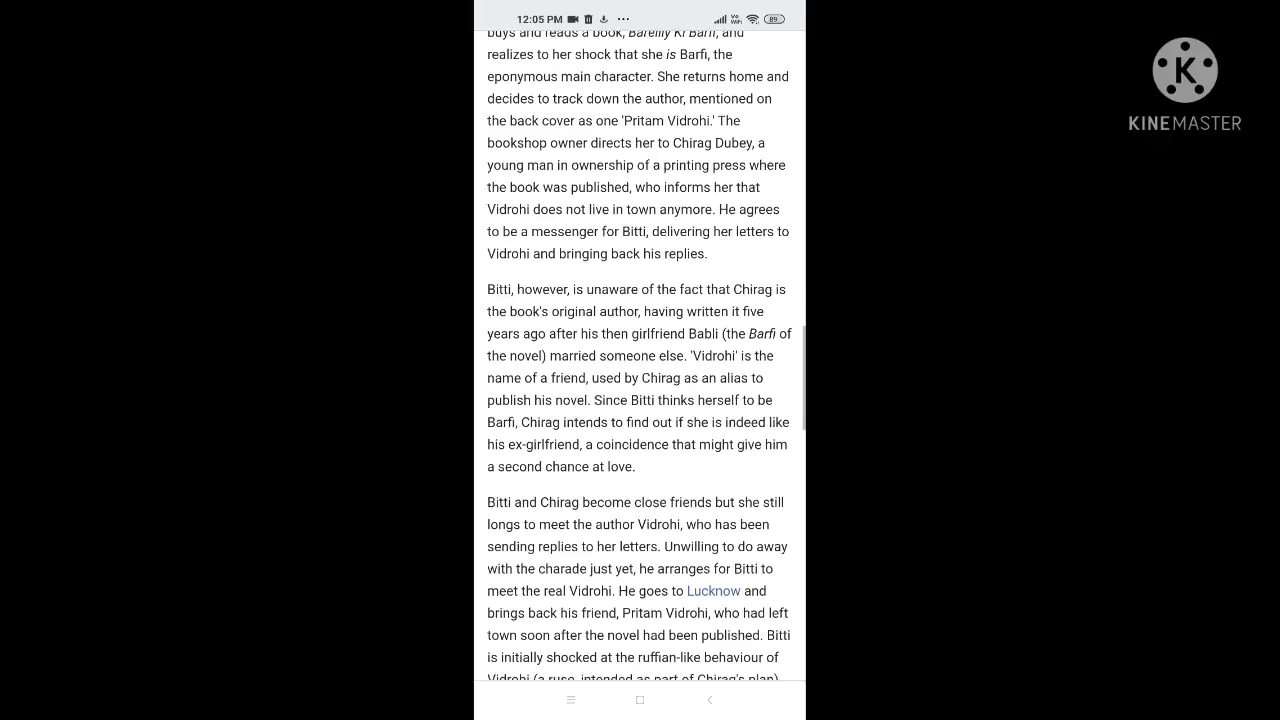 12:05 PM
Vo
WiFi
89
buys and reads a book, Bareilly Ki Barfi, and
realizes to her shock that she is Barfi, the
eponymous main character. She returns home and
decides to track down the author, mentioned on
the back cover as one 'Pritam Vidrohi.' The
bookshop owner directs her to Chirag Dubey, a
young man in ownership of a printing press where
the book was published, who informs her that
Vidrohi does not live in town anymore. He agrees
to be a messenger for Bitti, delivering her letters to
Vidrohi and bringing back his replies.
Bitti, however, is unaware of the fact that Chirag is
the book's original author, having written it five
years ago after his then girlfriend Babli (the Barfi of
the novel) married someone else. 'Vidrohi' is the
name of a friend, used by Chirag as an alias to
publish his novel. Since Bitti thinks herself to be
Barfi, Chirag intends to find out if she is indeed like
his ex-girlfriend, a coincidence that might give him
a second chance at love.
Bitti and Chirag become close friends but she still
longs to meet the author Vidrohi, who has been
sending replies to her letters. Unwilling to do away
with the charade just yet, he arranges for Bitti to
meet the real Vidrohi. He goes to Lucknow and
brings back his friend, Pritam Vidrohi, who had left
town soon after the novel had been published. Bitti
is initially shocked at the ruffian-like behaviour of
Vidrohi (a ruse, intended as part of Chirag's plan)
K
KINEMASTER